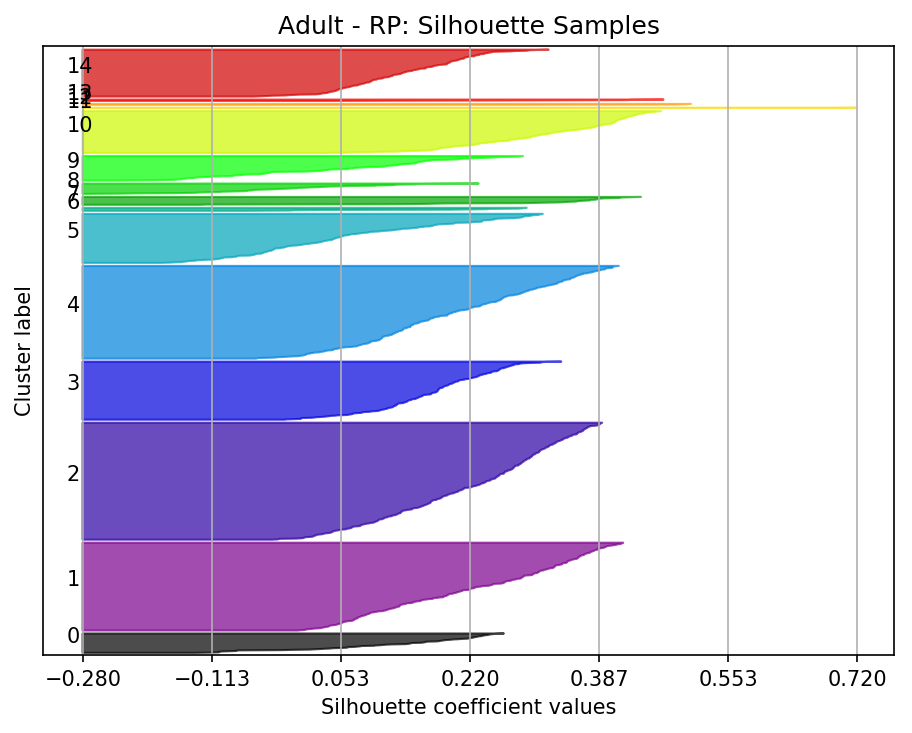 Adult - RP: Silhouette Samples
14
10
9
8
6
5
4
3
2
1
0
Cluster label
−0.280 −0.113 0.053 0.220 0.387 0.553 0.720
Silhouette coefficient values